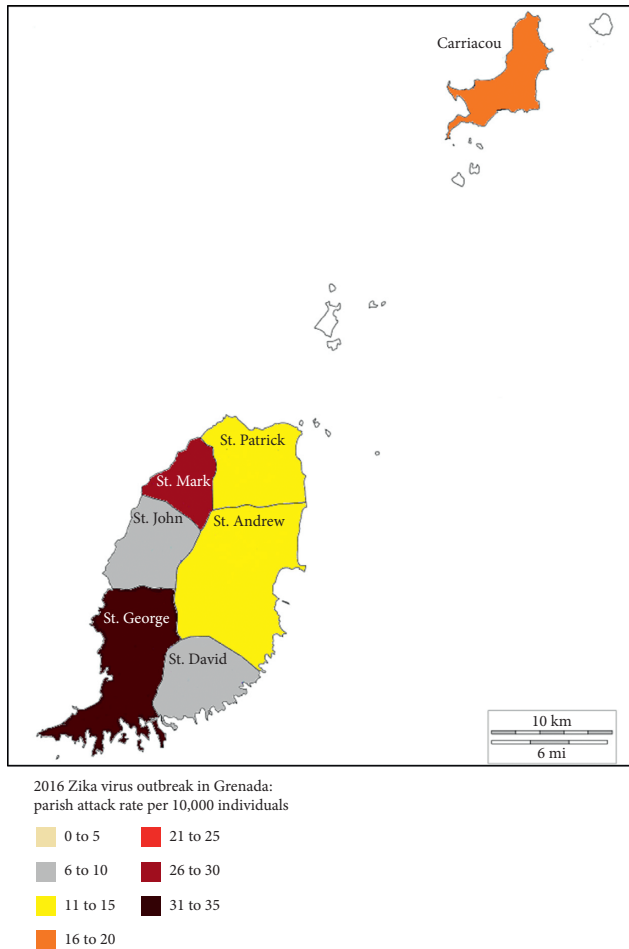 Carriacou
St. Patrick
St. Mark
St. John
St. Andrew
St. George
St. David
10 km
6 mi
2016 Zika virus outbreak in Grenada:
parish attack rate per 10,000 individuals
0 to 5
6 to 10
11 to 15
16 to 20
21 to 25
26 to 30
31 to 35